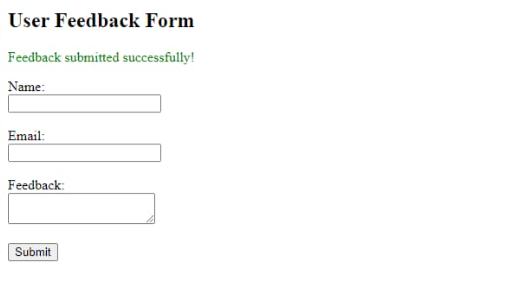 User Feedback Form
Feedback submitted successfully!
Name:
Email:
Feedback:
Submit